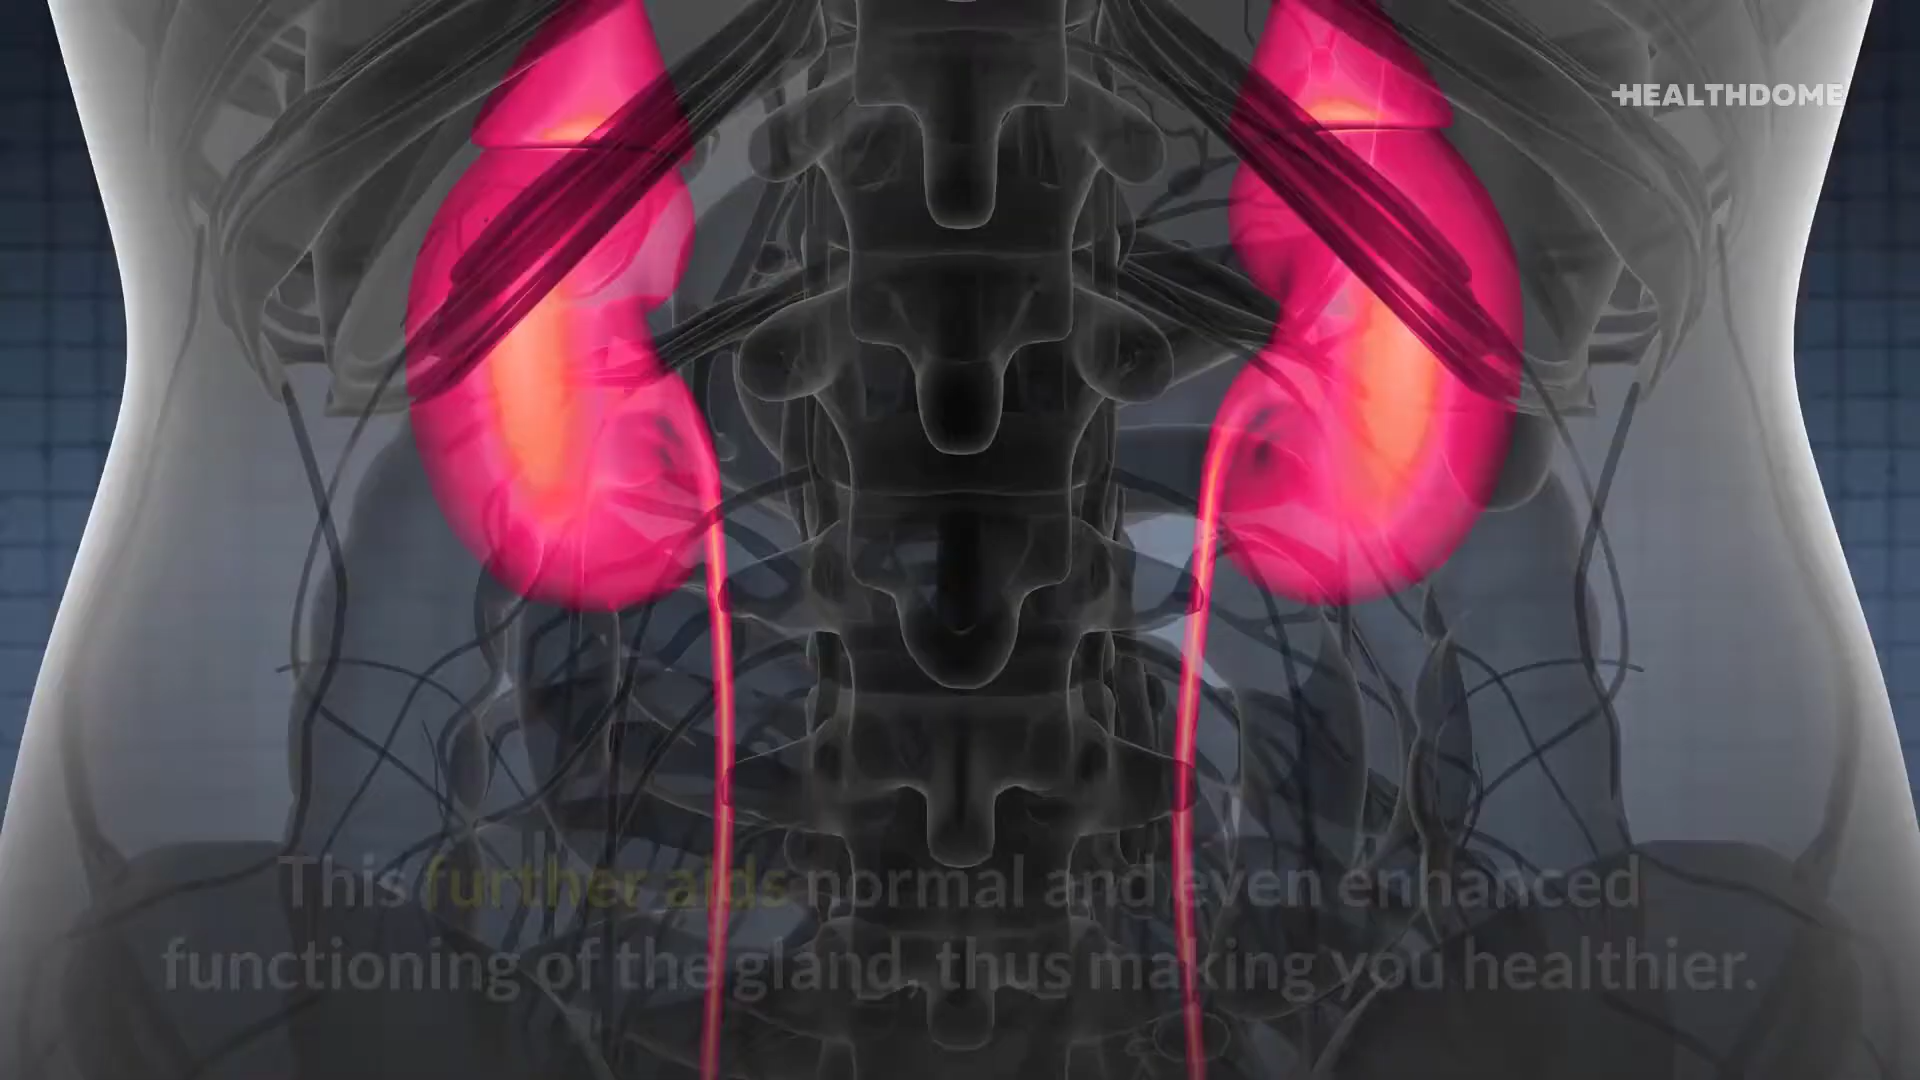 HEALTHDOME
This further aids normal and even enhanced
functioning of the gland, thus making you healthier.